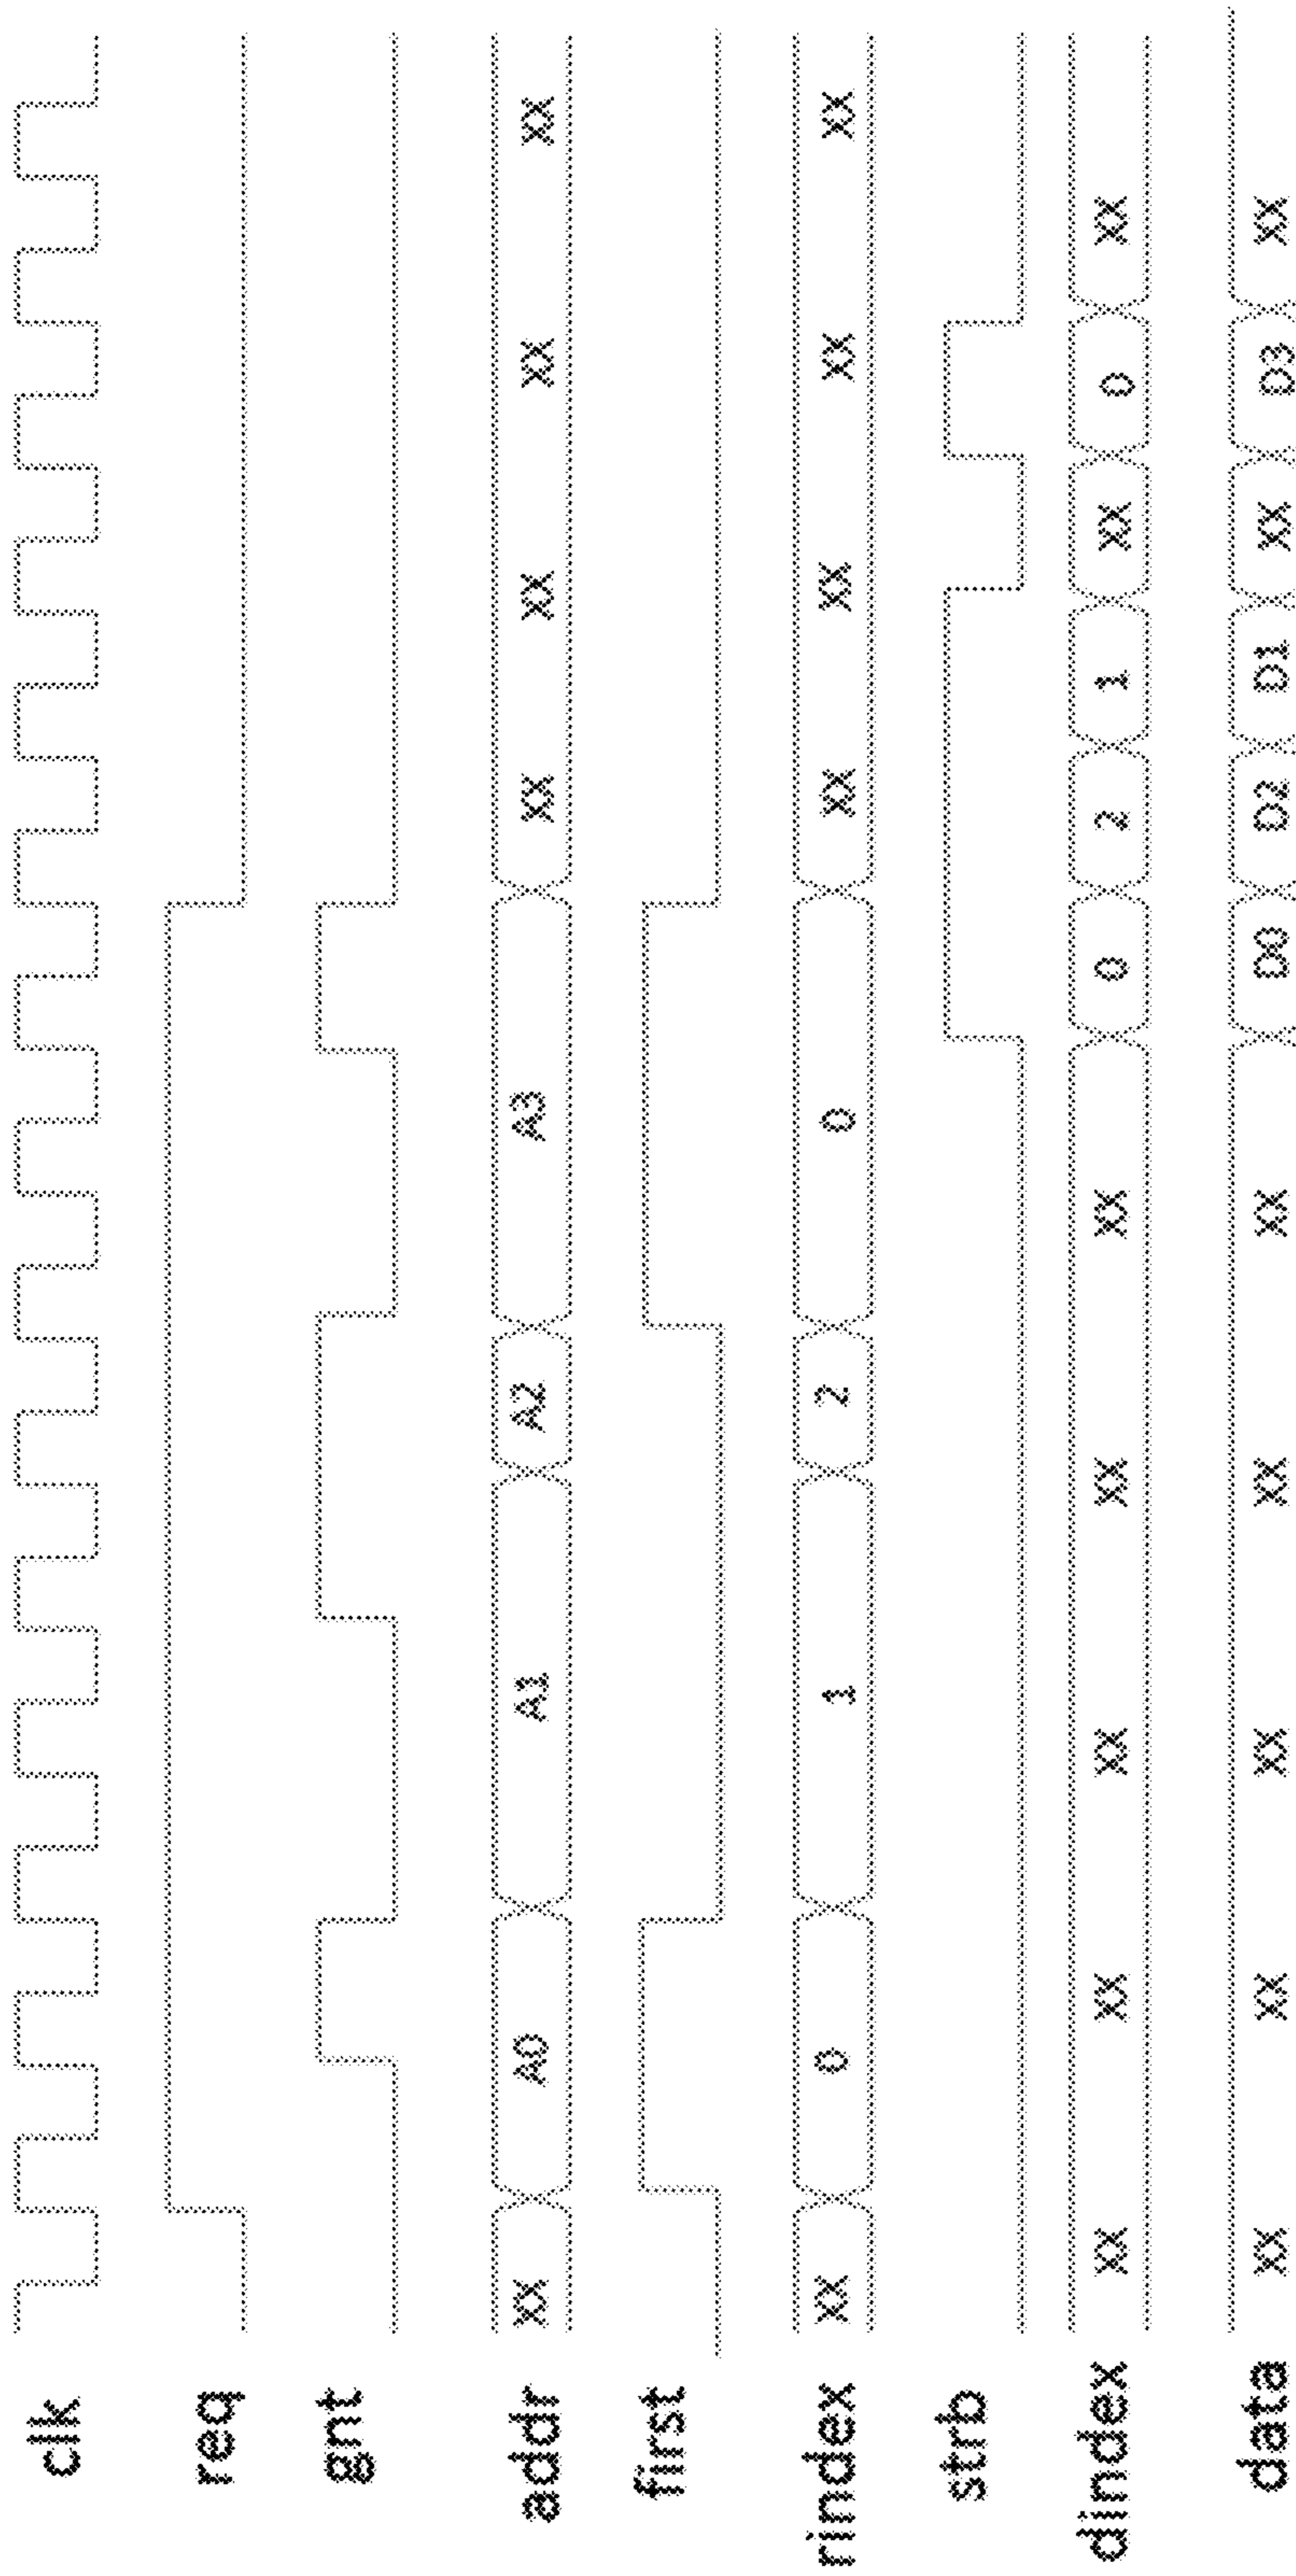 clk
req
gnt
addr XX A0 A1 A2 A3 XX XX XX XX
first
rindex XX 0 1 2 0 XX XX XX XX
strb
dindex XX XX XX XX XX 0 2 1 XX 0 XX
data XX XX XX XX XX D0 D2 D1 XX D3 XX